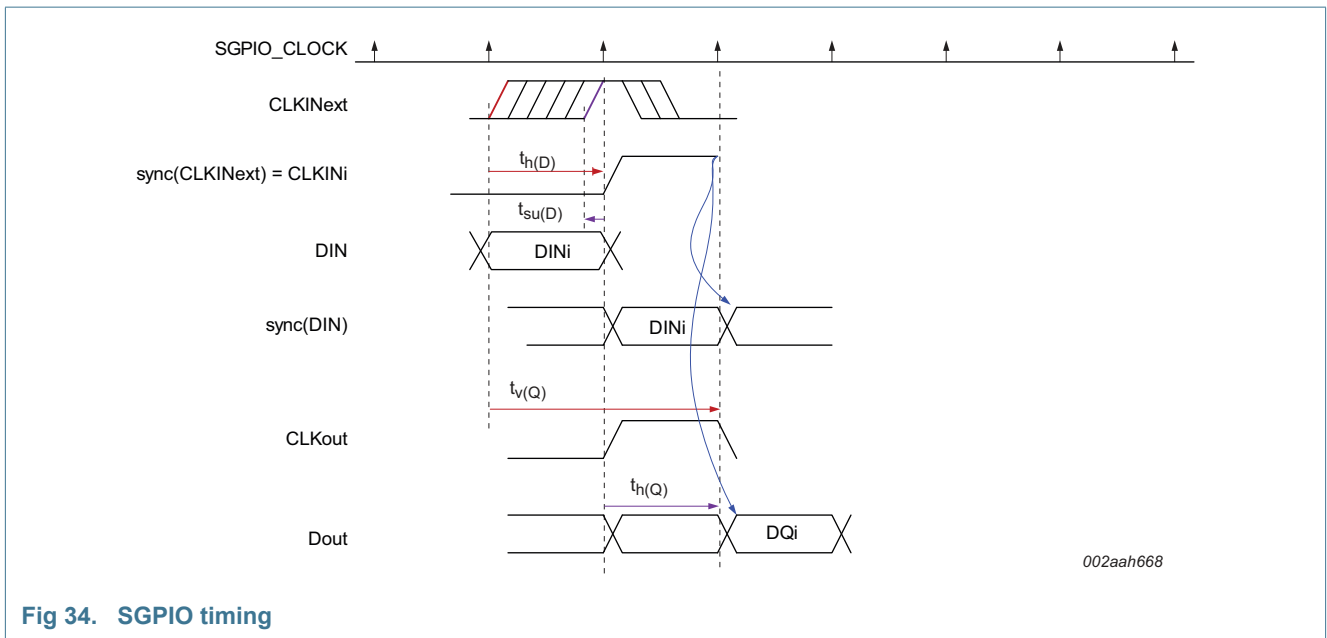 SGPIO_CLOCK
CLKINext
sync(CLKINext) = CLKINi
th(D)
tsu(D)
DIN
DINi
sync(DIN)
DINi
tv(Q)
CLKout
th(Q)
Dout
DQi
002aah668
Fig 34. SGPIO timing